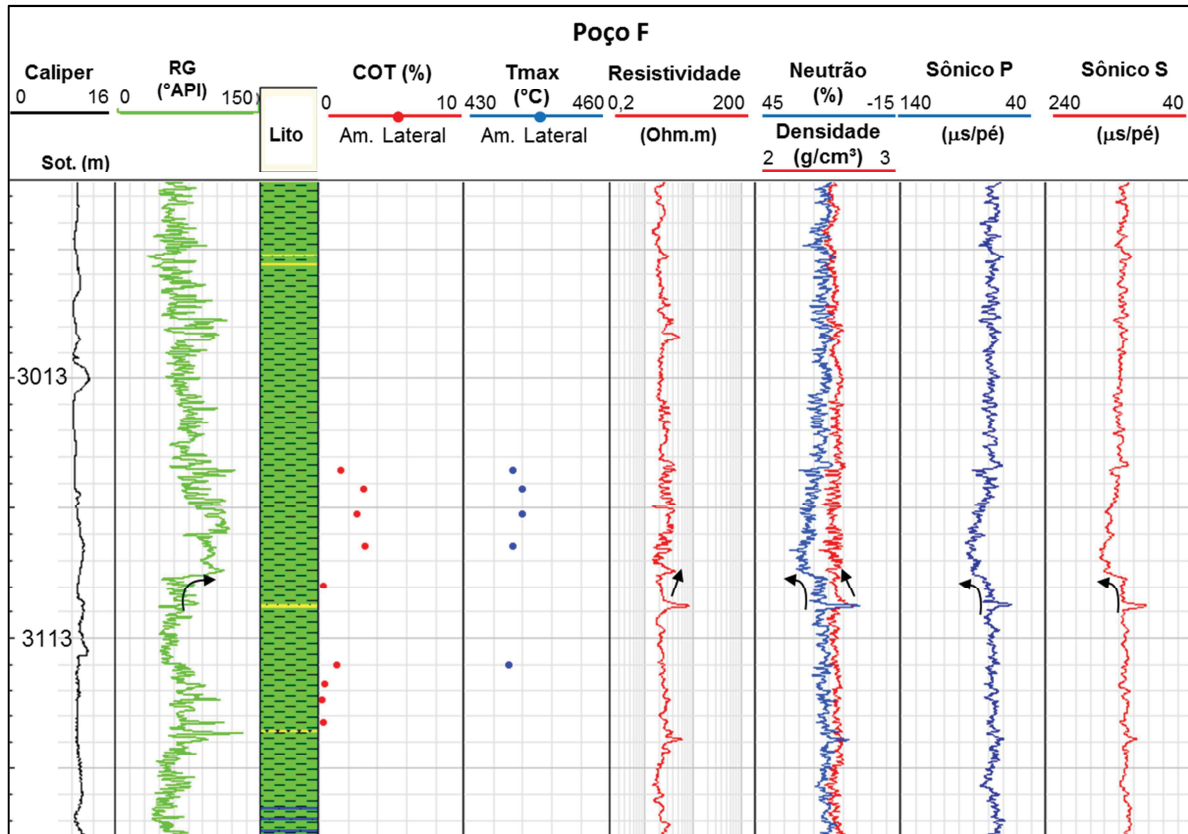 Poço F
Caliper
0 16
Sot. (m)
RG
(°API)
0 150
Lito
COT (%)
0 10
Am. Lateral
Tmax
(°C)
430 460
Am. Lateral
Resistividade
0,2 200
(Ohm.m)
Neutrão
(%)
45 -15
Densidade
(g/cm³)
2 3
Sônico P
140 40
(µs/pé)
Sônico S
240 40
(µs/pé)
3013
3113